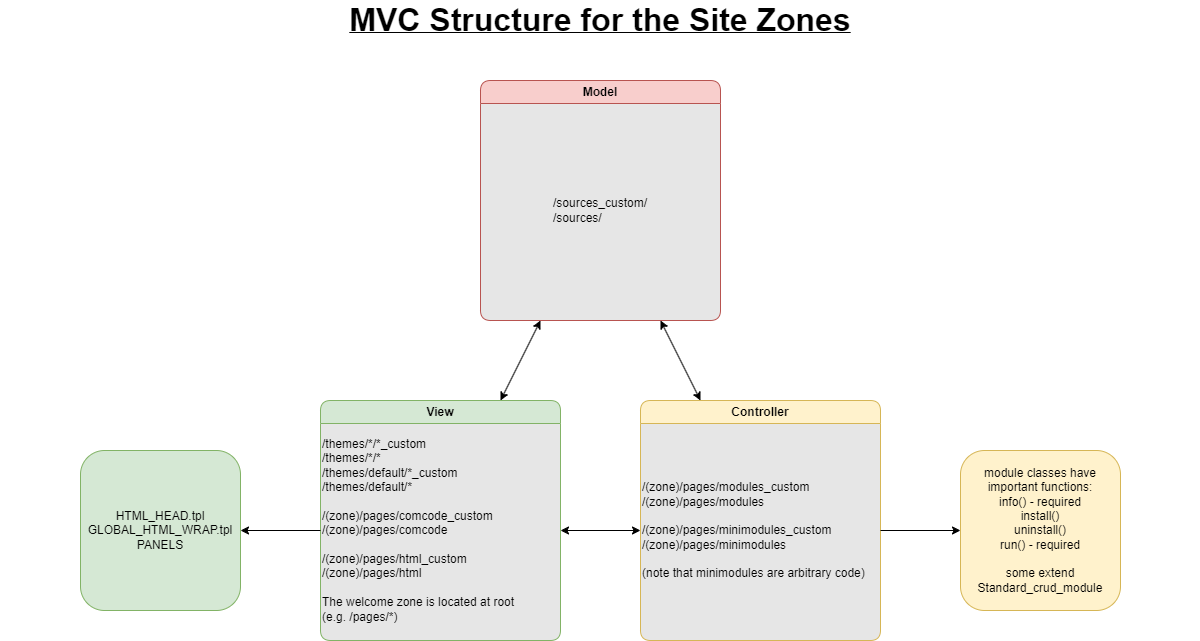 MVC Structure for the Site Zones
Model
/sources_custom/
/sources/
View
/themes/*/*_custom
/themes/*/*
/themes/default/*_custom
/themes/default/*
/(zone)/pages/comcode_custom
/(zone)/pages/comcode
/(zone)/pages/html_custom
/(zone)/pages/html
The welcome zone is located at root
(e.g. /pages/*)
Controller
/(zone)/pages/modules_custom
/(zone)/pages/modules
/(zone)/pages/minimodules_custom
/(zone)/pages/minimodules
(note that minimodules are arbitrary code)
HTML_HEAD.tpl
GLOBAL_HTML_WRAP.tpl
PANELS
module classes have
important functions:
info() - required
install()
uninstall()
run() - required
some extend
Standard_crud_module